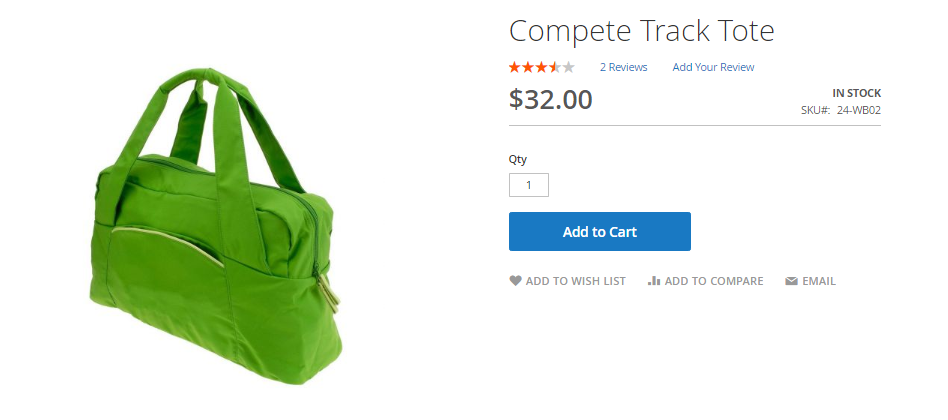 Compete Track Tote
2 Reviews Add Your Review
$32.00
IN STOCK
SKU#: 24-WB02
Qty
1
Add to Cart
ADD TO WISH LIST ADD TO COMPARE EMAIL